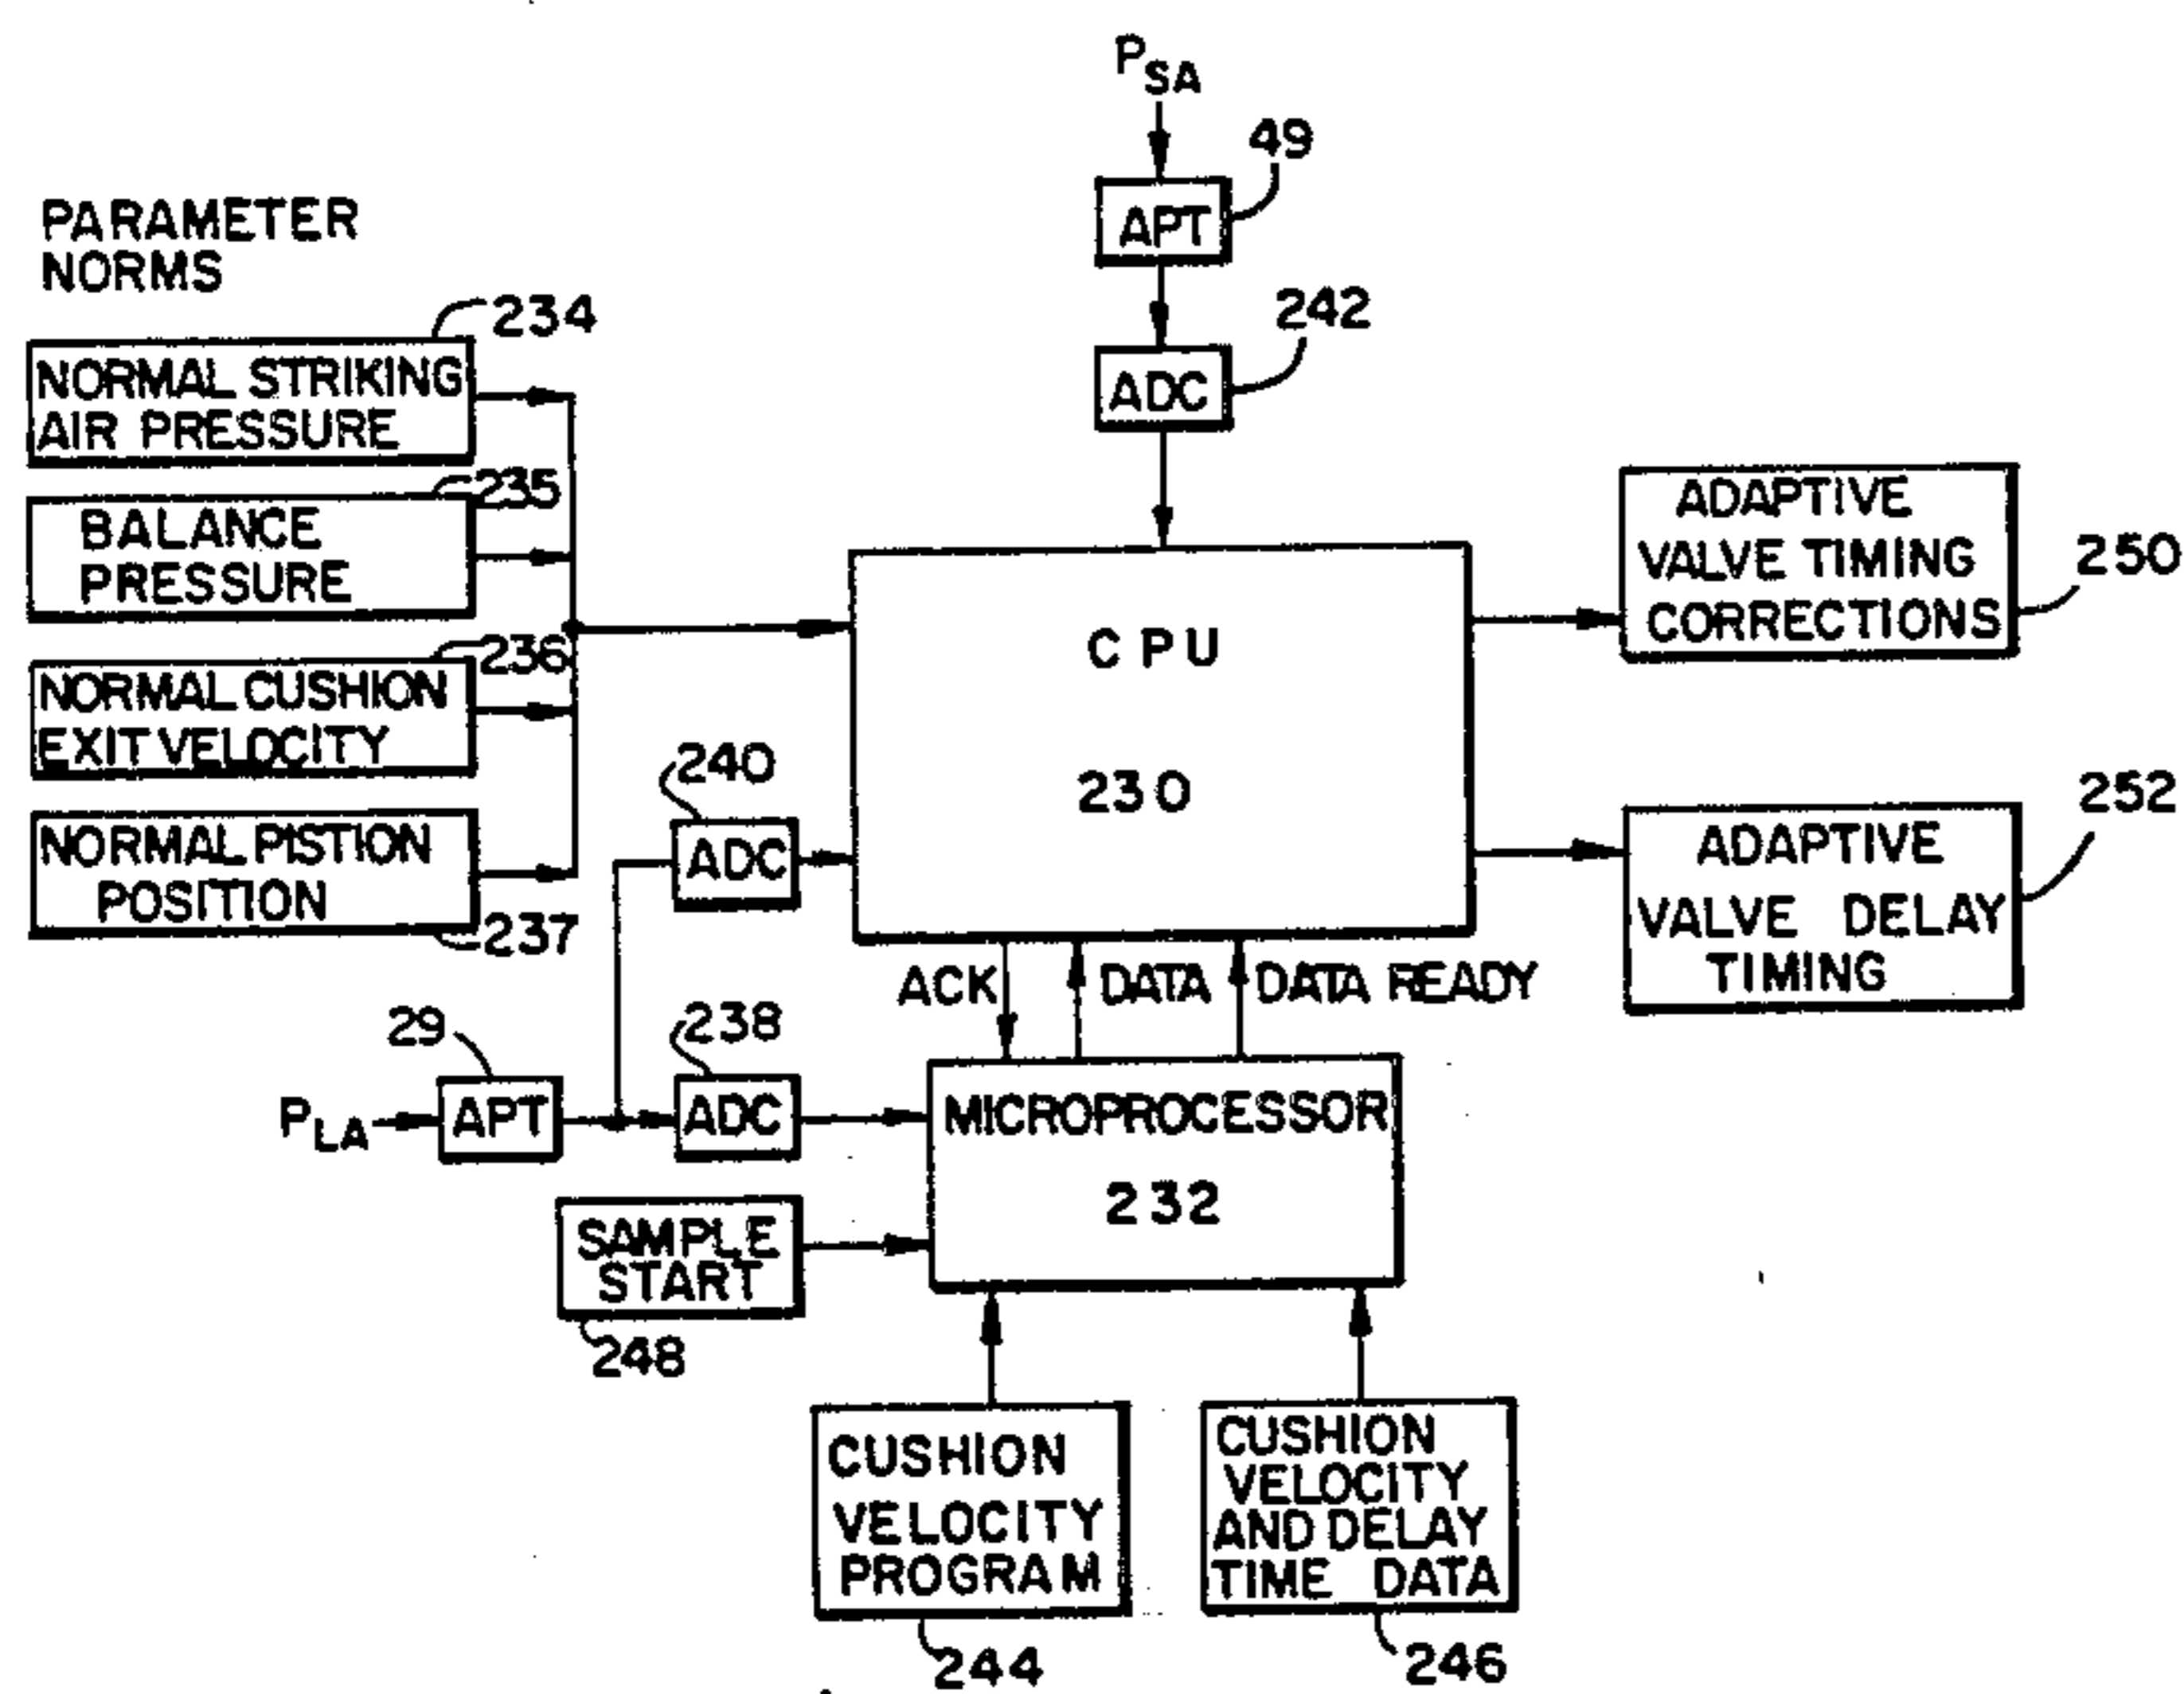 P SA
49
APT
242
ADC
PARAMETER
NORMS
234
NORMAL STRIKING
AIR PRESSURE
235
BALANCE
PRESSURE
236
NORMAL CUSHION
EXIT VELOCITY
NORMAL PISTION
POSITION
237
CPU
230
ADAPTIVE
VALVE TIMING
CORRECTIONS
250
ADAPTIVE
VALVE DELAY
TIMING
252
240
ADC
ACK
DATA
DATA READY
29
P LA
APT
238
ADC
MICROPROCESSOR
232
SAMPLE
START
248
CUSHION
VELOCITY
PROGRAM
244
CUSHION
VELOCITY
AND DELAY
TIME DATA
246